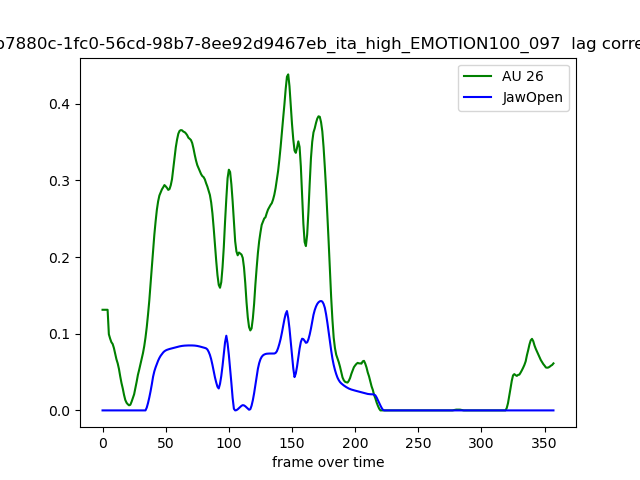 b7880c-1fc0-56cd-98b7-8ee92d9467eb_ita_high_EMOTION100_097 lag corre
AU 26
JawOpen
0.4
0.3
0.2
0.1
0.0
0 50 100 150 200 250 300 350
frame over time